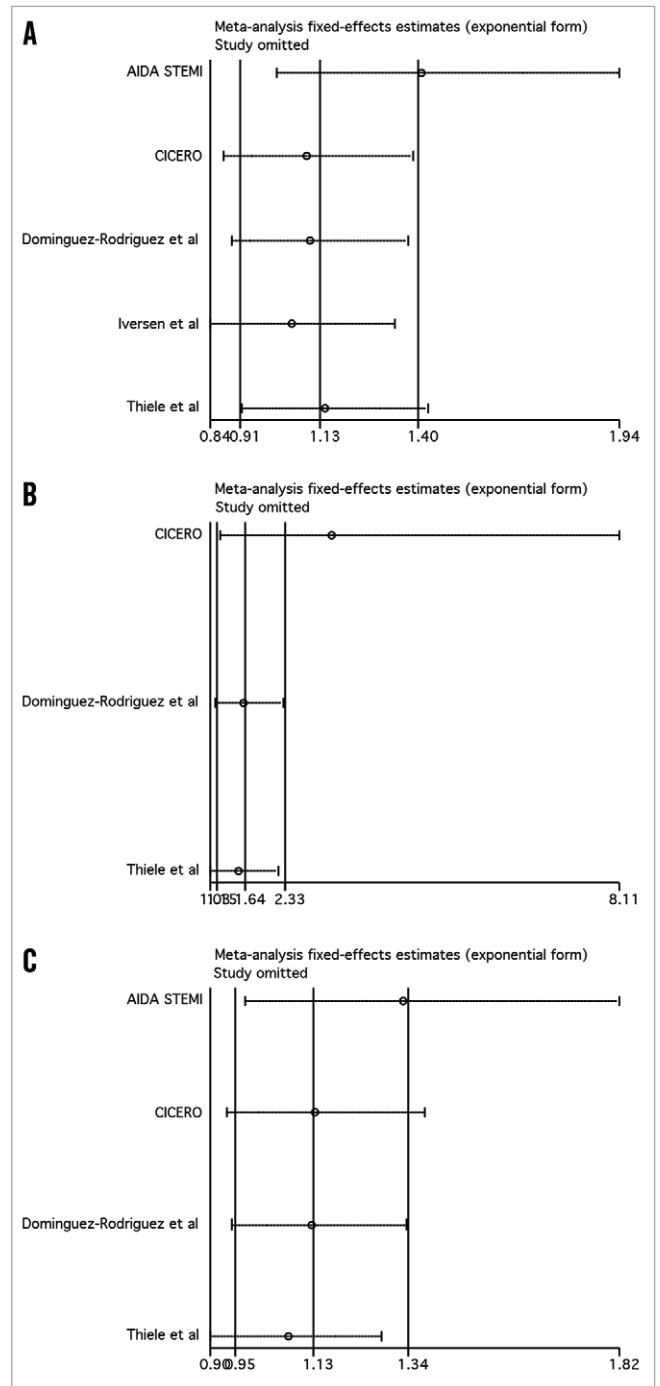 A
Meta-analysis fixed-effects estimates (exponential form)
Study omitted
AIDA STEMI
CICERO
Dominguez-Rodriguez et al
Iversen et al
Thiele et al
0.84 0.91 1.13 1.40 1.94
B
Meta-analysis fixed-effects estimates (exponential form)
Study omitted
CICERO
Dominguez-Rodriguez et al
Thiele et al
1.64 2.33 8.11
C
Meta-analysis fixed-effects estimates (exponential form)
Study omitted
AIDA STEMI
CICERO
Dominguez-Rodriguez et al
Thiele et al
0.90 0.95 1.13 1.34 1.82